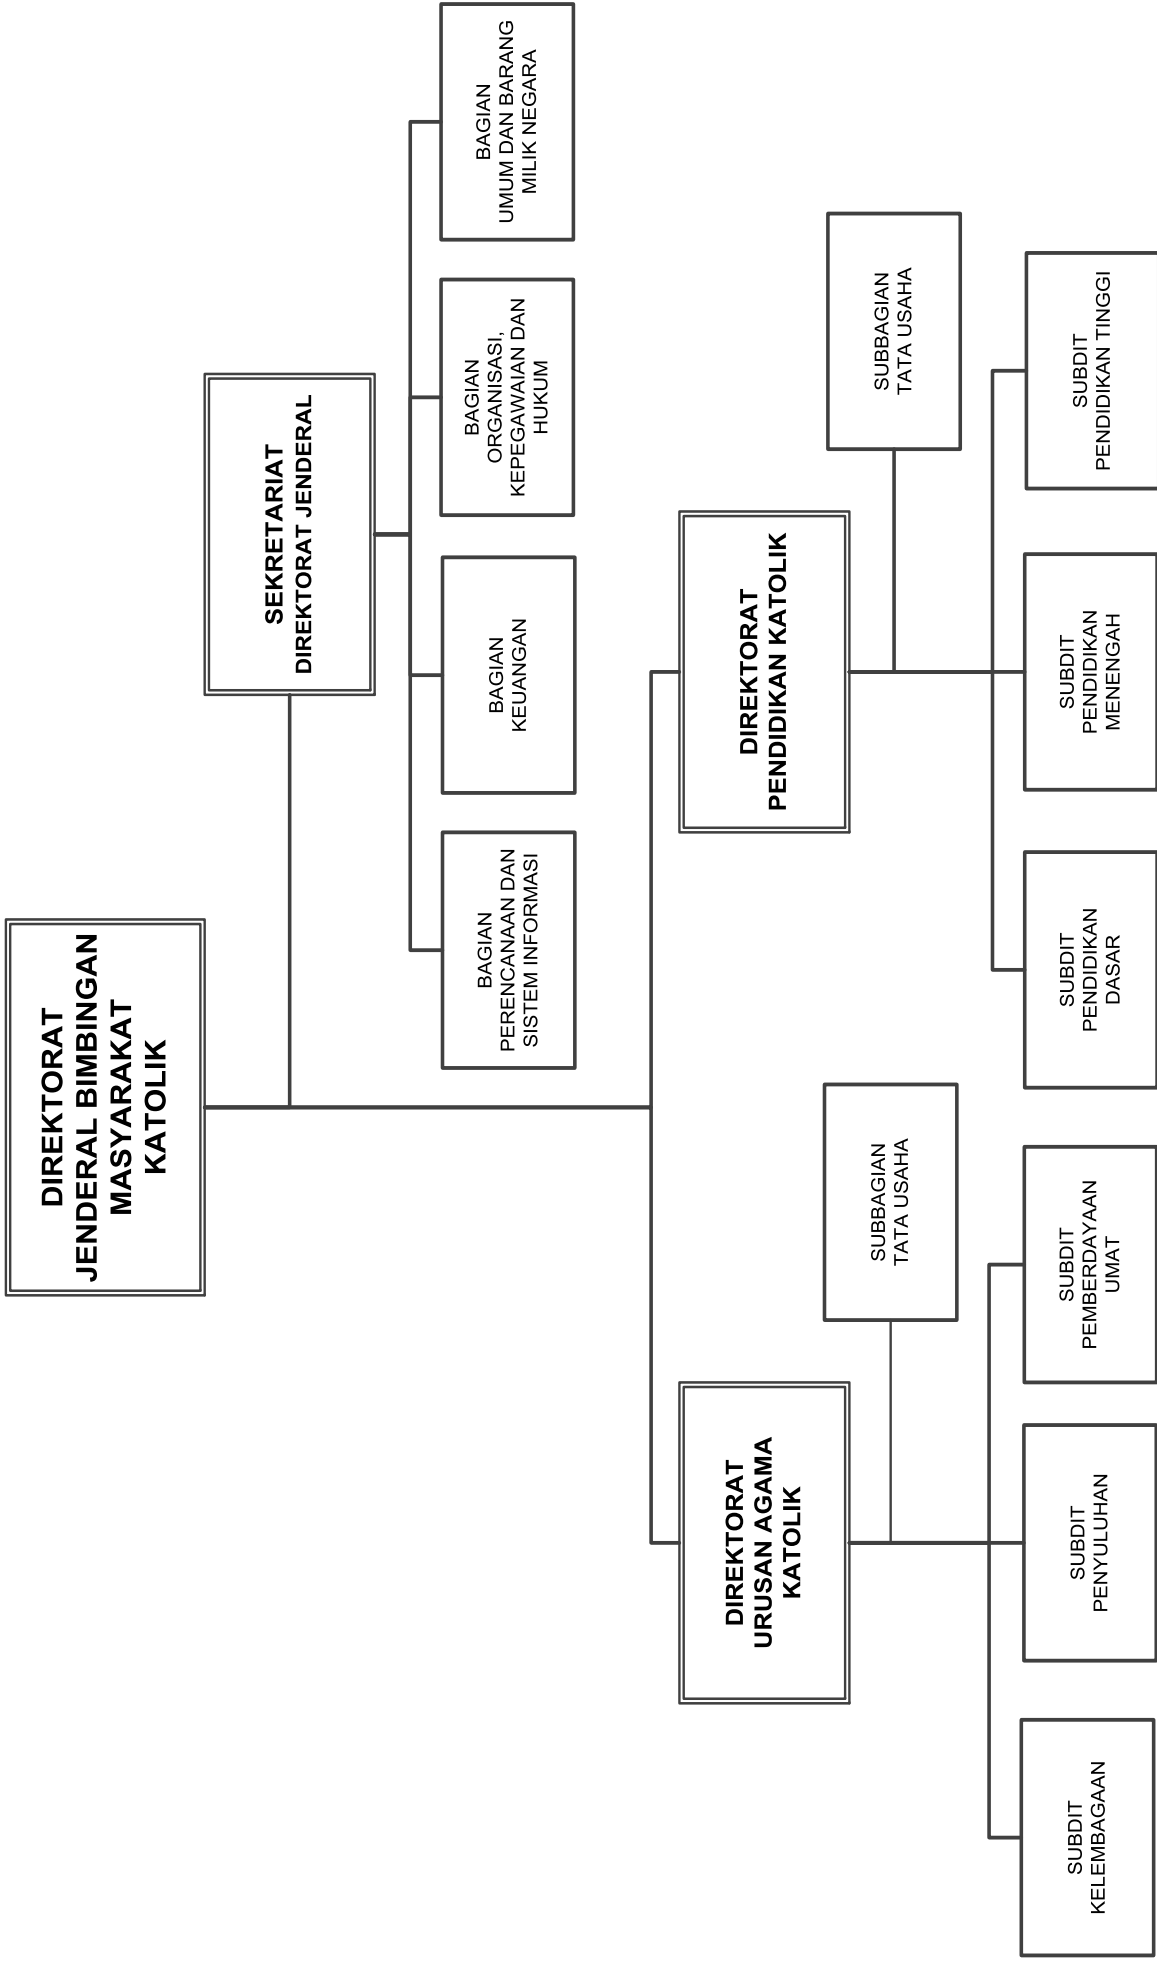 DIREKTORAT
JENDERAL BIMBINGAN
MASYARAKAT
KATOLIK
SEKRETARIAT
DIREKTORAT JENDERAL
BAGIAN
PERENCANAAN DAN
SISTEM INFORMASI
BAGIAN
KEUANGAN
BAGIAN
ORGANISASI,
KEPEGAWAIAN DAN
HUKUM
BAGIAN
UMUM DAN BARANG
MILIK NEGARA
DIREKTORAT
URUSAN AGAMA
KATOLIK
DIREKTORAT
PENDIDIKAN KATOLIK
SUBBAGIAN
TATA USAHA
SUBBAGIAN
TATA USAHA
SUBDIT
KELEMBAGAAN
SUBDIT
PENYULUHAN
SUBDIT
PEMBERDAYAAN
UMAT
SUBDIT
PENDIDIKAN
DASAR
SUBDIT
PENDIDIKAN
MENENGAH
SUBDIT
PENDIDIKAN TINGGI